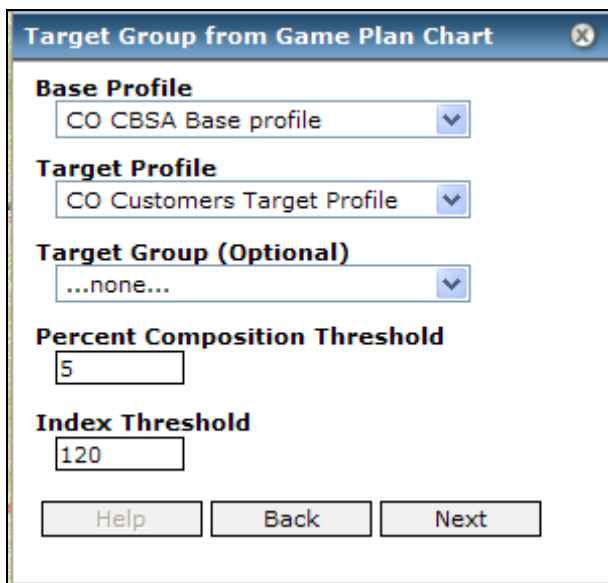 Target Group from Game Plan Chart
Base Profile
CO CBSA Base profile
Target Profile
CO Customers Target Profile
Target Group (Optional)
...none...
Percent Composition Threshold
5
Index Threshold
120
Help Back Next